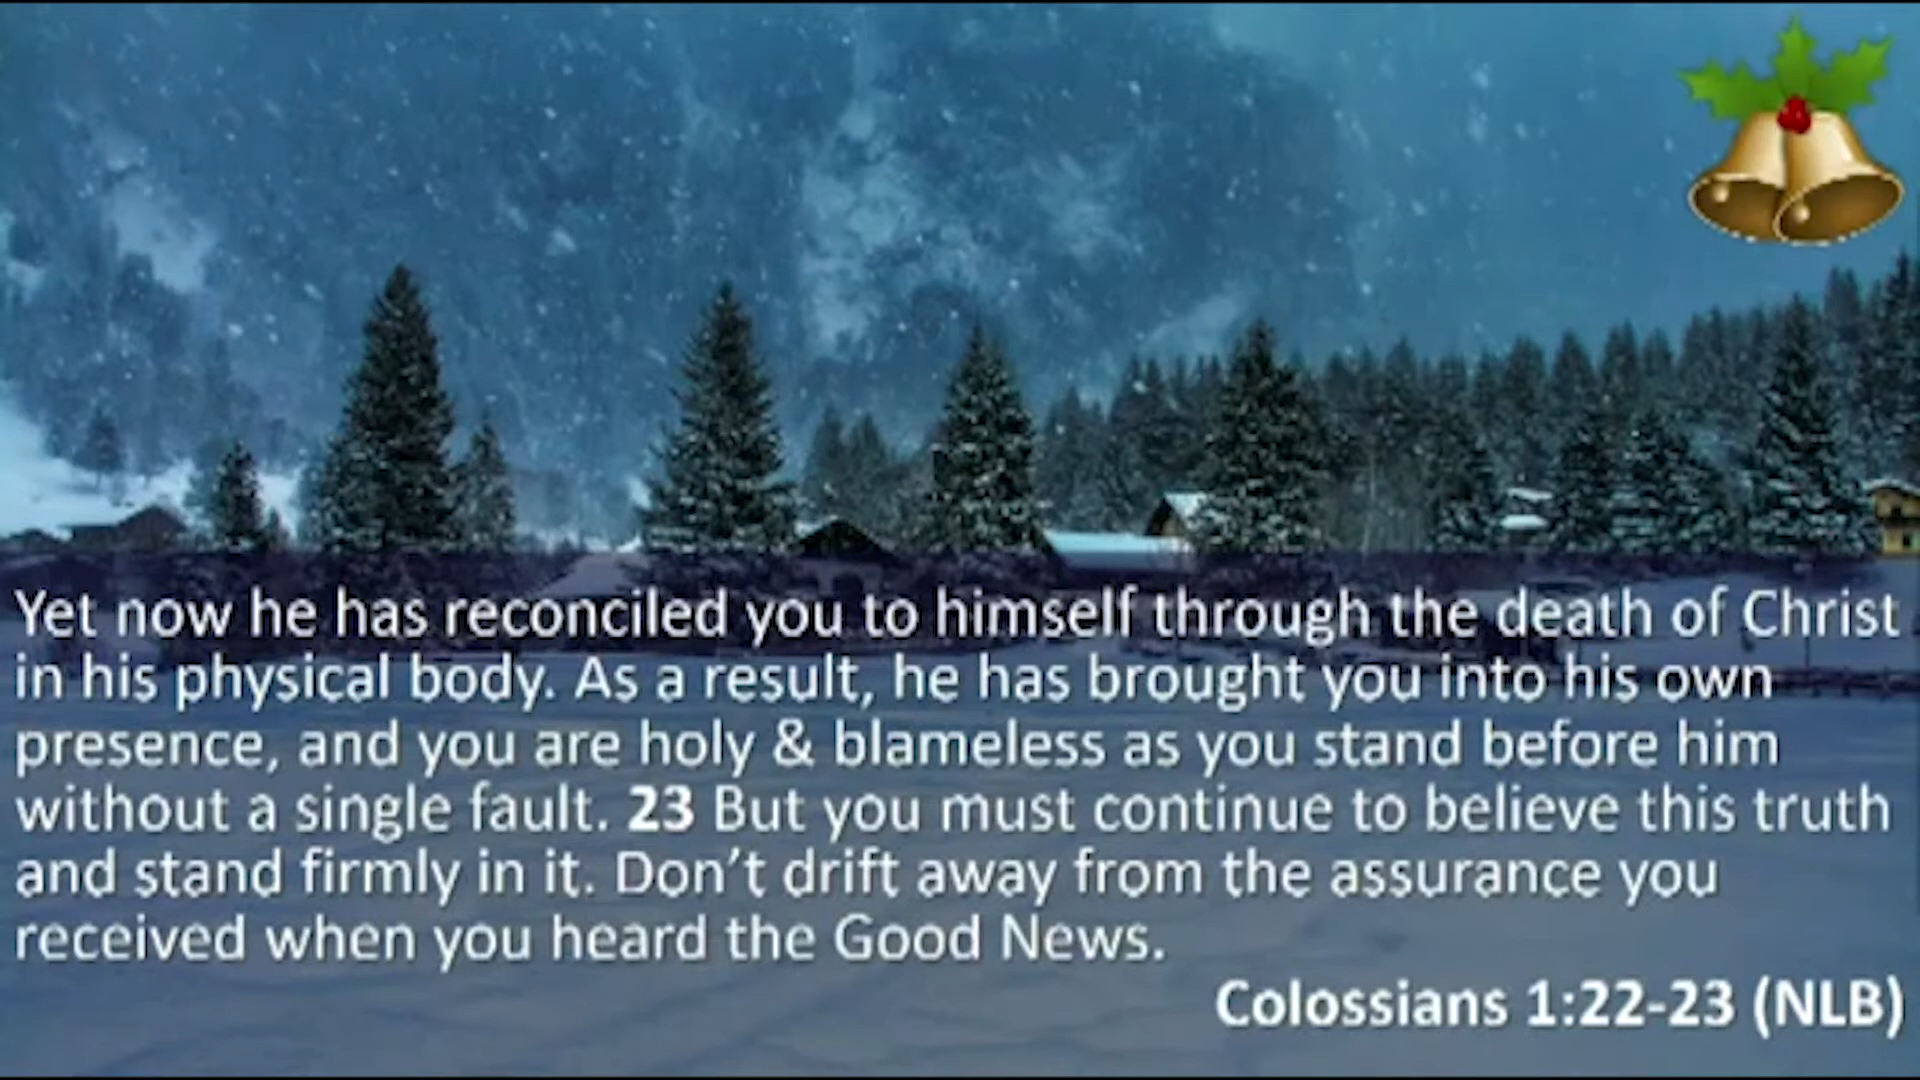 Yet now he has reconciled you to himself through the death of Christ
in his physical body. As a result, he has brought you into his own
presence, and you are holy & blameless as you stand before him
without a single fault. 23 But you must continue to believe this truth
and stand firmly in it. Don’t drift away from the assurance you
received when you heard the Good News.
Colossians 1:22-23 (NLB)